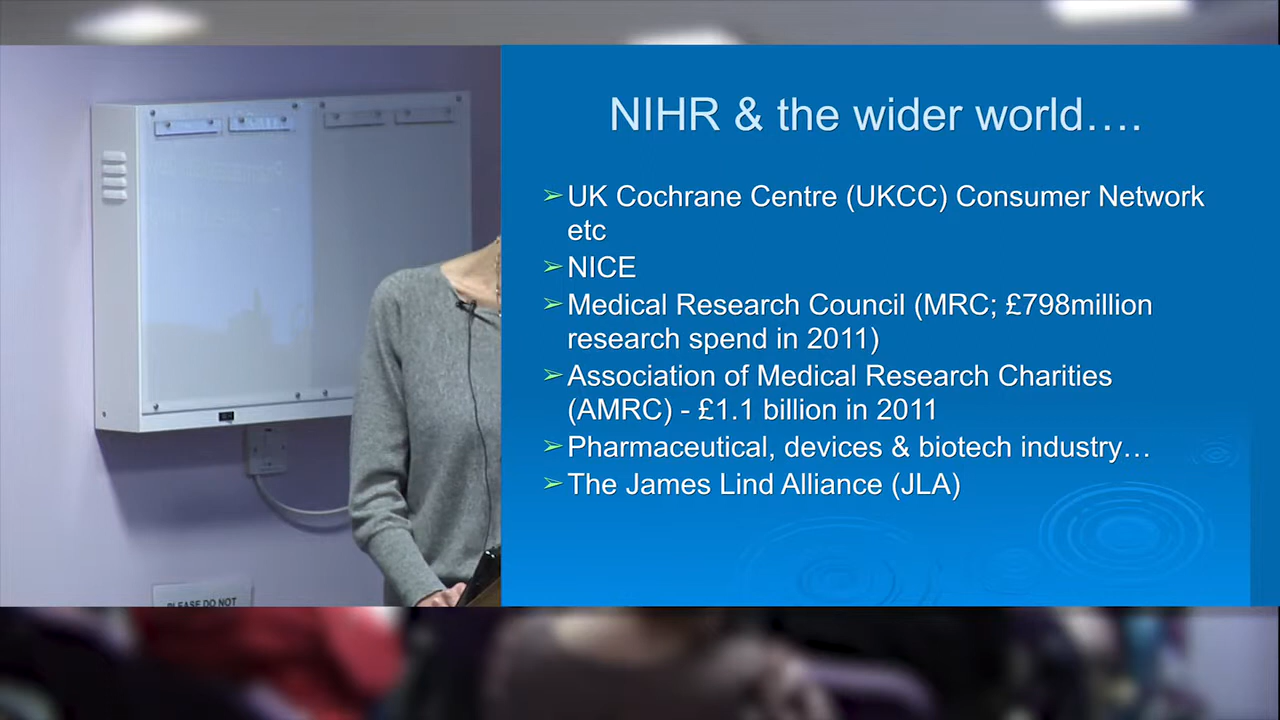 NIHR & the wider world….
➢UK Cochrane Centre (UKCC) Consumer Network
etc
➢NICE
➢Medical Research Council (MRC; £798million
research spend in 2011)
➢Association of Medical Research Charities
(AMRC) - £1.1 billion in 2011
➢Pharmaceutical, devices & biotech industry…
➢The James Lind Alliance (JLA)
PLEASE DO NOT